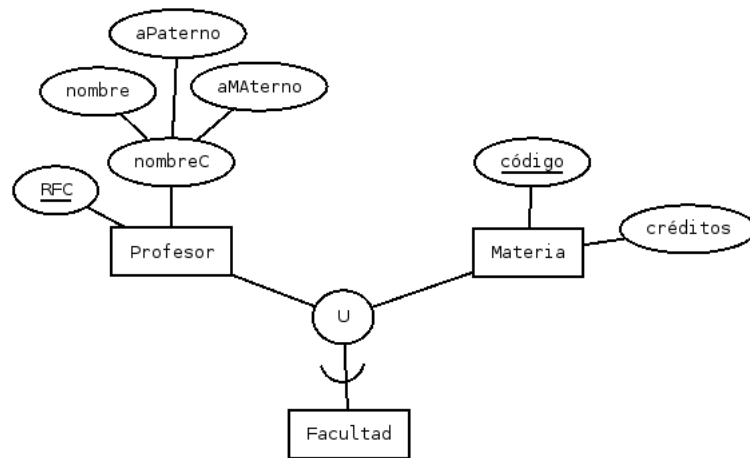 aPaterno
nombre
aMAterno
nombreC
código
RFC
créditos
Profesor
Materia
U
Facultad